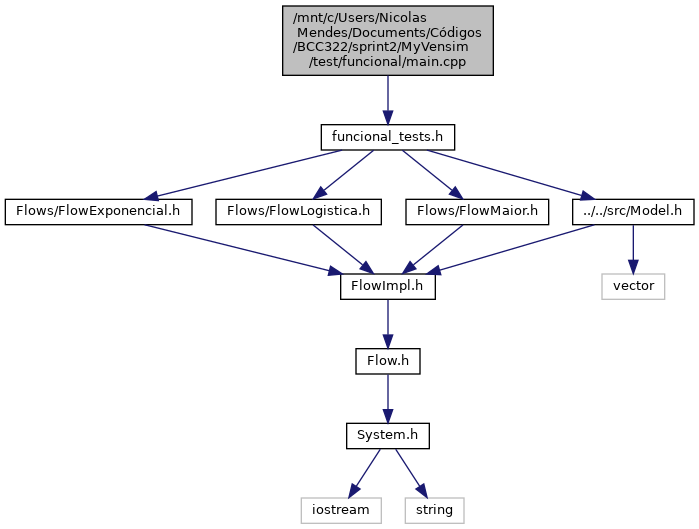 /mnt/c/Users/Nicolas
Mendes/Documents/Códigos
/BCC322/sprint2/MyVensim
/test/funcional/main.cpp
funcional_tests.h
Flows/FlowExponencial.h
Flows/FlowLogistica.h
Flows/FlowMaior.h
../../src/Model.h
FlowImpl.h
vector
Flow.h
System.h
iostream
string